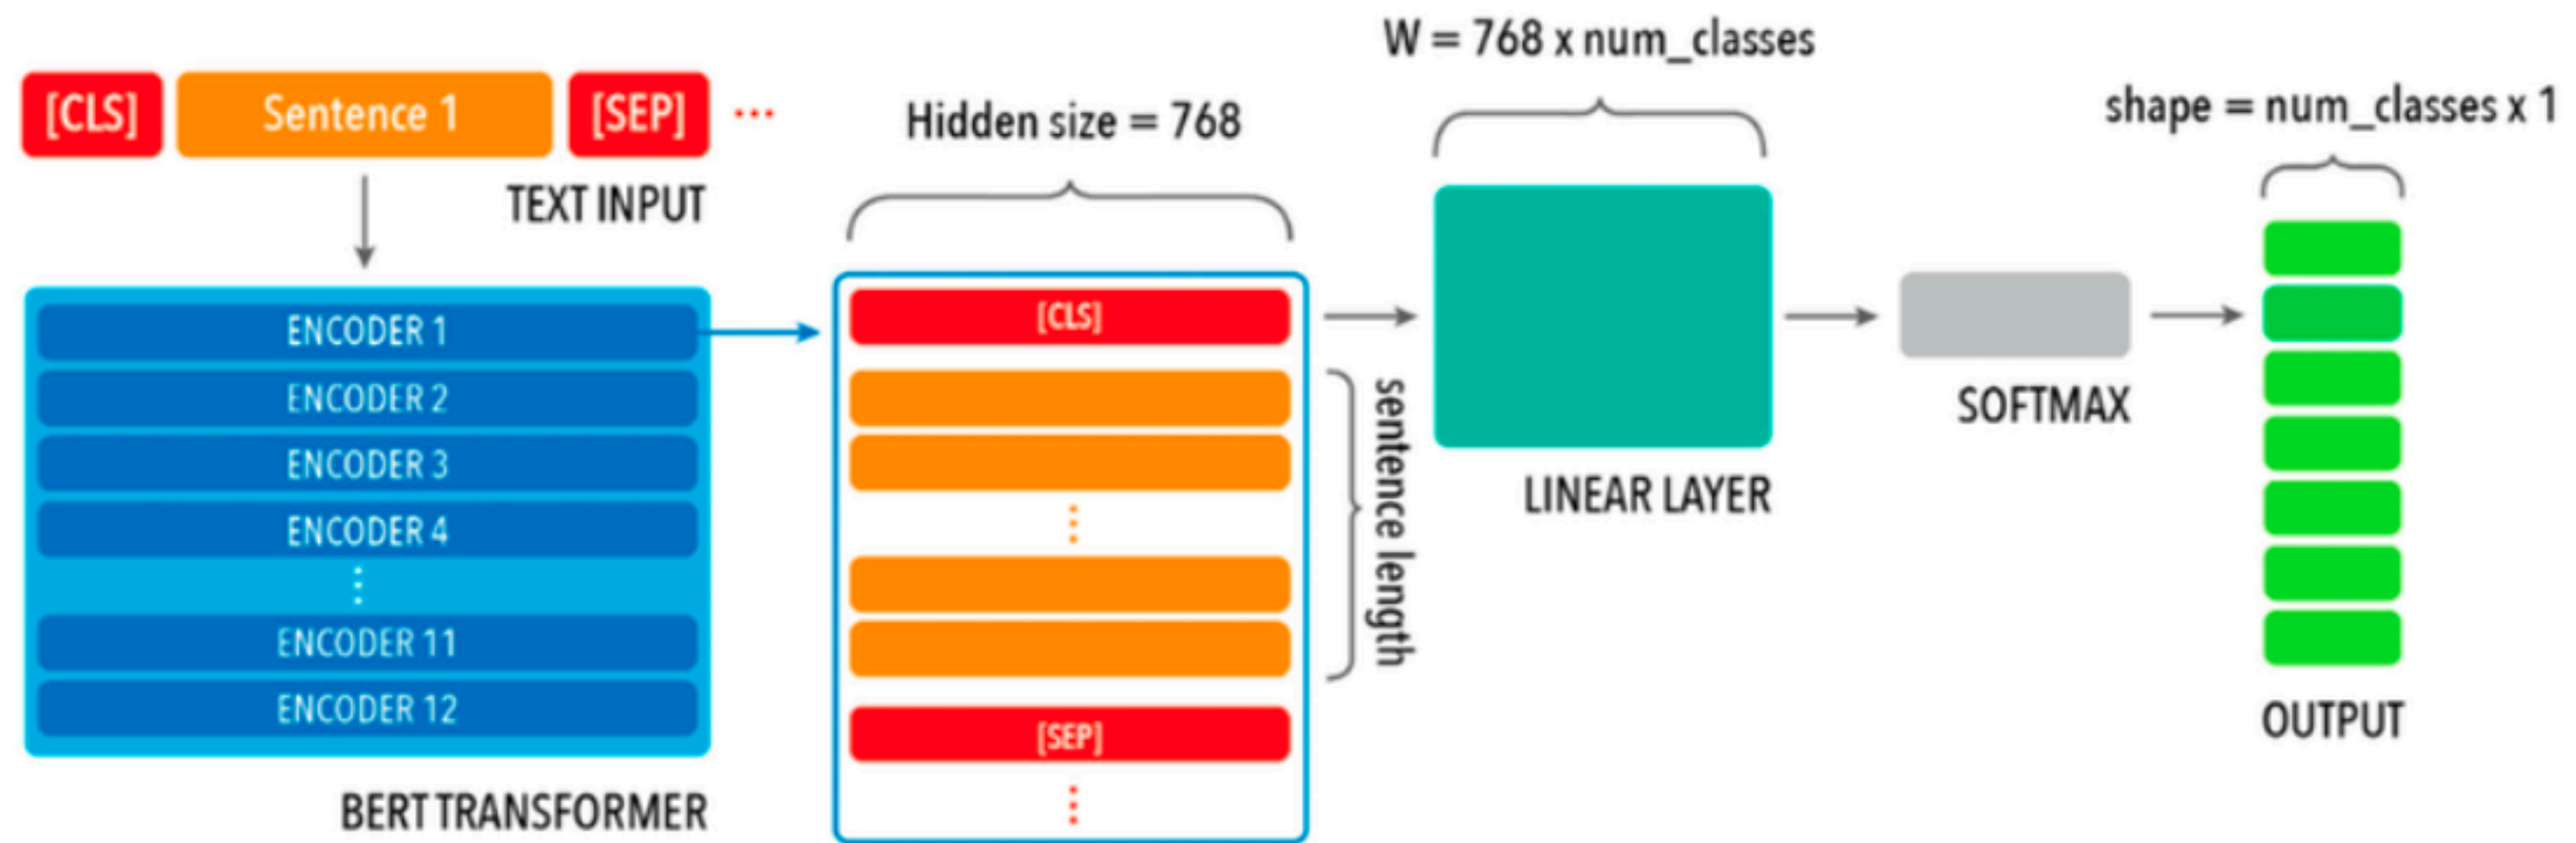 [CLS] Sentence 1 [SEP] ...
TEXT INPUT
ENCODER 1
ENCODER 2
ENCODER 3
ENCODER 4
ENCODER 11
ENCODER 12
BERT TRANSFORMER
Hidden size = 768
[CLS]
sentence length
[SEP]
W = 768 x num_classes
LINEAR LAYER
SOFTMAX
shape = num_classes x 1
OUTPUT